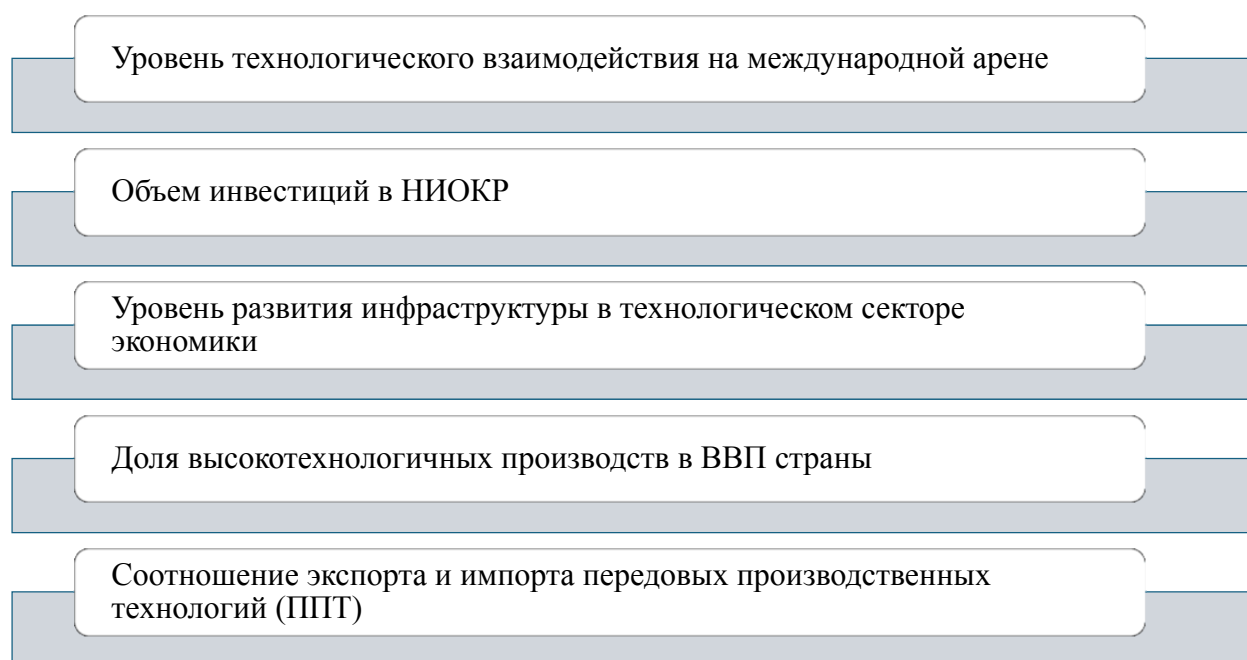 Уровень технологического взаимодействия на международной арене
Объем инвестиций в НИОКР
Уровень развития инфраструктуры в технологическом секторе
экономики
Доля высокотехнологичных производств в ВВП страны
Соотношение экспорта и импорта передовых производственных
технологий (ППТ)